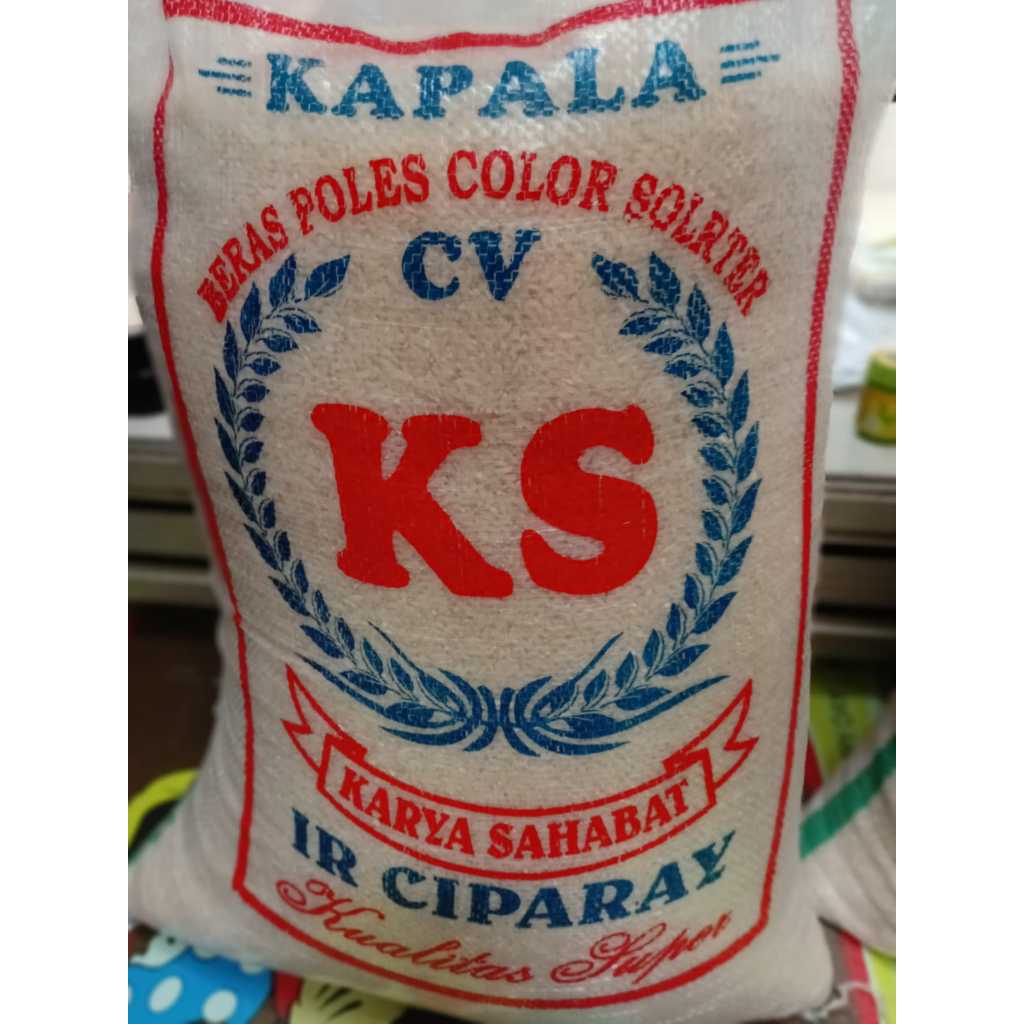 KAPALA
BERAS POLES COLOR SOLRTER
CV
KS
KARYA SAHABAT
IR CIPARAY
Kualitas Super